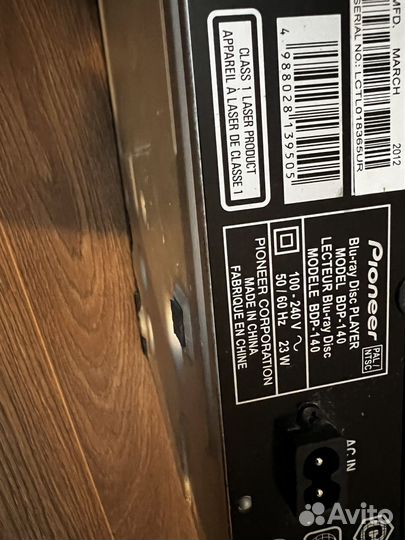 MFD. MARCH 2012
SERIAL NO.: LCTL018365UR
4 988028 139505
CLASS 1 LASER PRODUCT
APPAREIL À LASER DE CLASSE 1
Pioneer
PAL/
NTSC
Blu-ray Disc PLAYER
MODEL BDP-140
LECTEUR Blu-ray Disc
MODÈLE BDP-140
100 - 240 V ~
50 / 60 Hz 23 W
PIONEER CORPORATION
MADE IN CHINA
FABRIQUÉ EN CHINE
AC IN
Avito